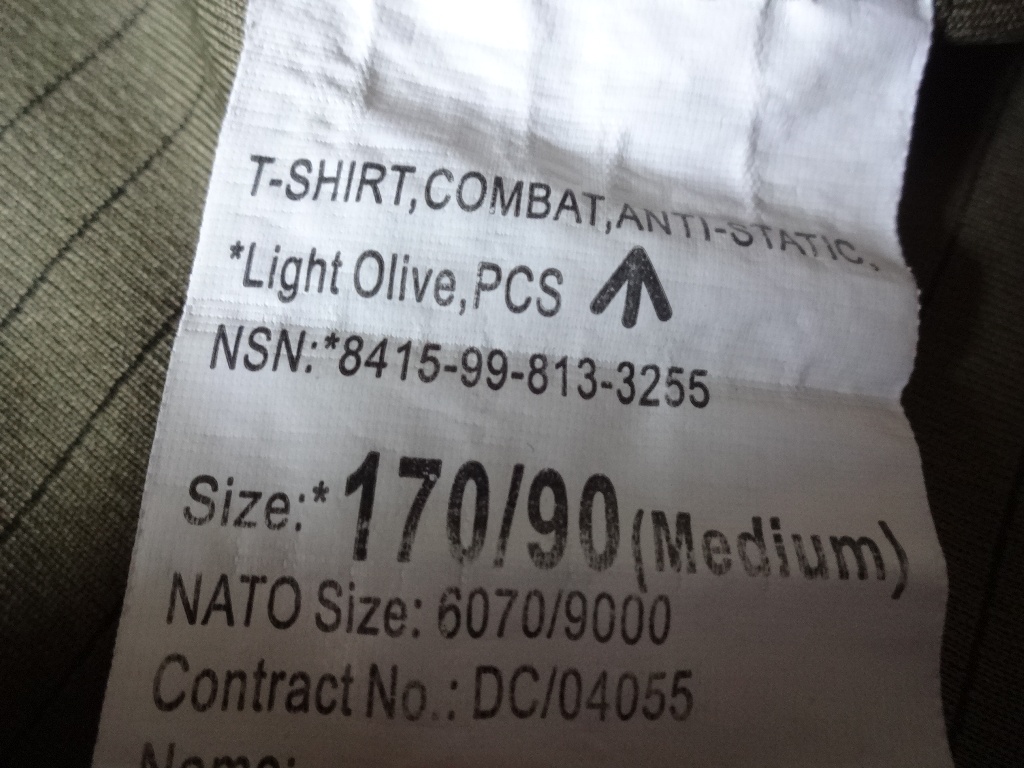 T-SHIRT,COMBAT,ANTI-STATIC,
*Light Olive,PCS
NSN:*8415-99-813-3255
Size:*170/90(Medium)
NATO Size: 6070/9000
Contract No.: DC/04055
Name: